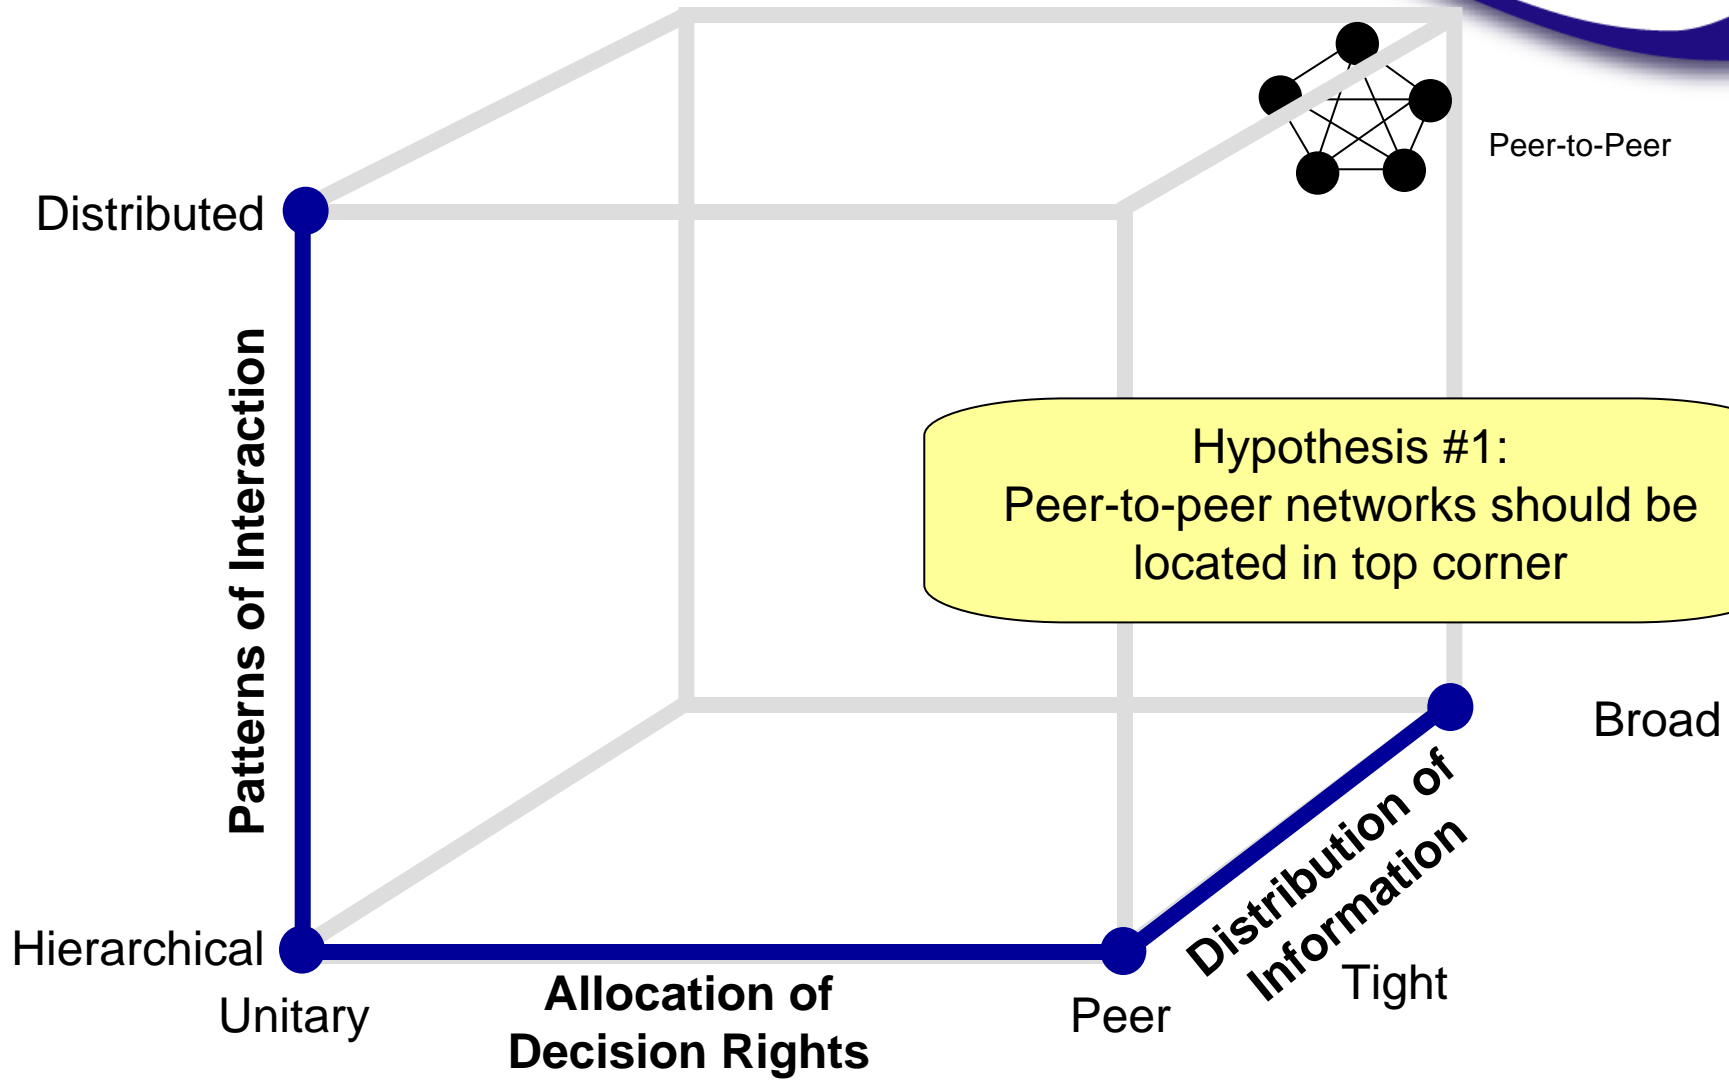 Peer-to-Peer
Distributed
Patterns of Interaction
Hypothesis #1:
Peer-to-peer networks should be
located in top corner
Broad
Distribution of
Information
Hierarchical
Tight
Unitary
Allocation of
Decision Rights
Peer